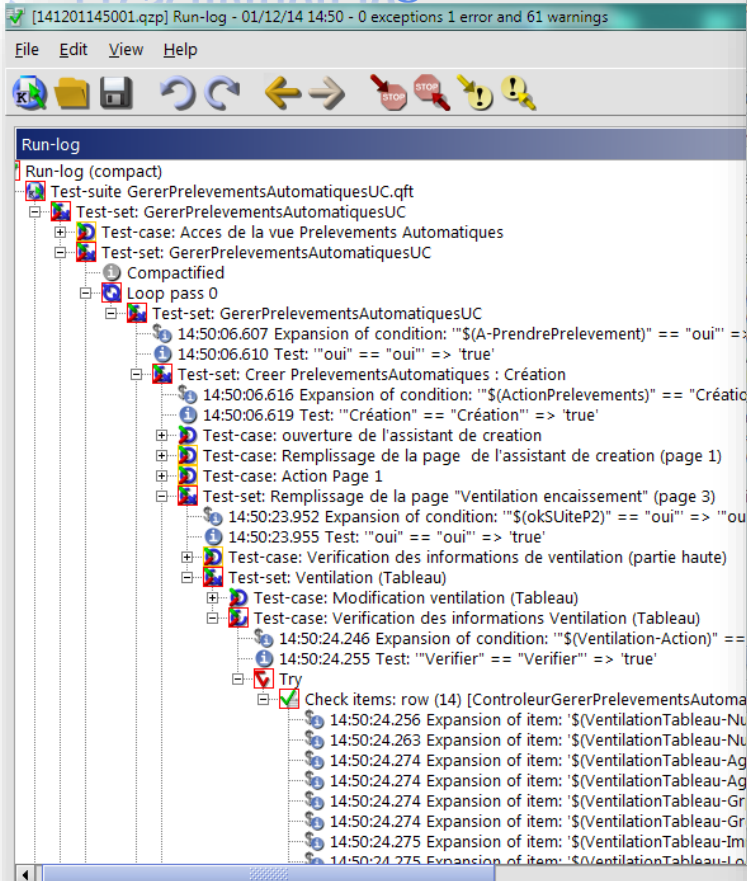 [141201145001.qzp] Run-log - 01/12/14 14:50 - 0 exceptions 1 error and 61 warnings
File Edit View Help
K STOP STOP
Run-log
Run-log (compact)
Test-suite GererPrelevementsAutomatiquesUC.qft
Test-set: GererPrelevementsAutomatiquesUC
Test-case: Acces de la vue Prelevements Automatiques
Test-set: GererPrelevementsAutomatiquesUC
Compactified
Loop pass 0
Test-set: GererPrelevementsAutomatiquesUC
14:50:06.607 Expansion of condition: '"$(A-PrendrePrelevement)" == "oui"' =>
14:50:06.610 Test: '"oui" == "oui"' => 'true'
Test-set: Creer PrelevementsAutomatiques : Création
14:50:06.616 Expansion of condition: '"$(ActionPrelevements)" == "Créatio
14:50:06.619 Test: '"Création" == "Création"' => 'true'
Test-case: ouverture de l'assistant de creation
Test-case: Remplissage de la page  de l'assistant de creation (page 1)
Test-case: Action Page 1
Test-set: Remplissage de la page "Ventilation encaissement" (page 3)
14:50:23.952 Expansion of condition: '"$(okSUiteP2)" == "oui"' => '"ou
14:50:23.955 Test: '"oui" == "oui"' => 'true'
Test-case: Verification des informations de ventilation (partie haute)
Test-set: Ventilation (Tableau)
Test-case: Modification ventilation (Tableau)
Test-case: Verification des informations Ventilation (Tableau)
14:50:24.246 Expansion of condition: '"$(Ventilation-Action)" ==
14:50:24.255 Test: '"Verifier" == "Verifier"' => 'true'
Try
Check items: row (14) [ControleurGererPrelevementsAutoma
14:50:24.256 Expansion of item: '$(VentilationTableau-Nu
14:50:24.263 Expansion of item: '$(VentilationTableau-Nu
14:50:24.274 Expansion of item: '$(VentilationTableau-Ag
14:50:24.274 Expansion of item: '$(VentilationTableau-Ag
14:50:24.274 Expansion of item: '$(VentilationTableau-Gr
14:50:24.274 Expansion of item: '$(VentilationTableau-Gr
14:50:24.275 Expansion of item: '$(VentilationTableau-Im
14:50:24.275 Expansion of item: '$(VentilationTableau-Lo